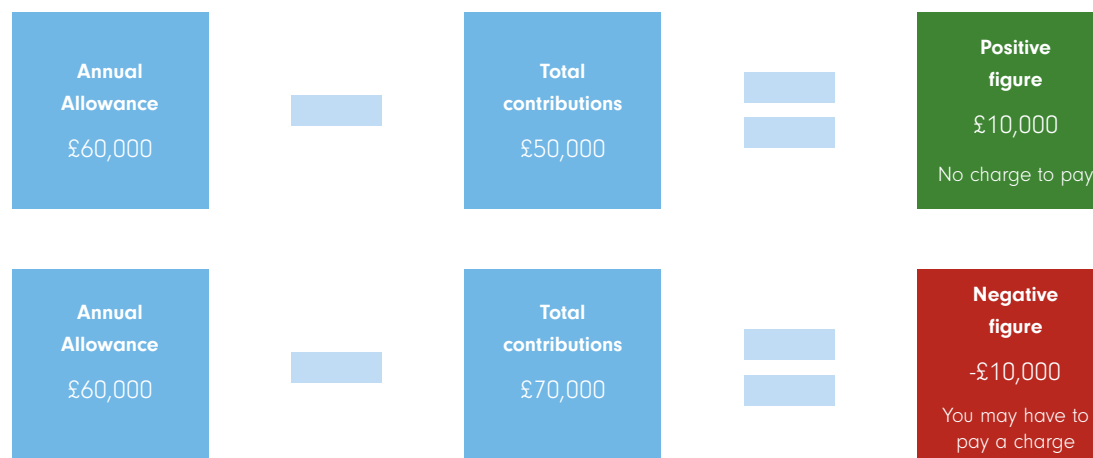 Annual
Allowance
£60,000
Total
contributions
£50,000
Positive
figure
£10,000
No charge to pay
Annual
Allowance
£60,000
Total
contributions
£70,000
Negative
figure
-£10,000
You may have to
pay a charge